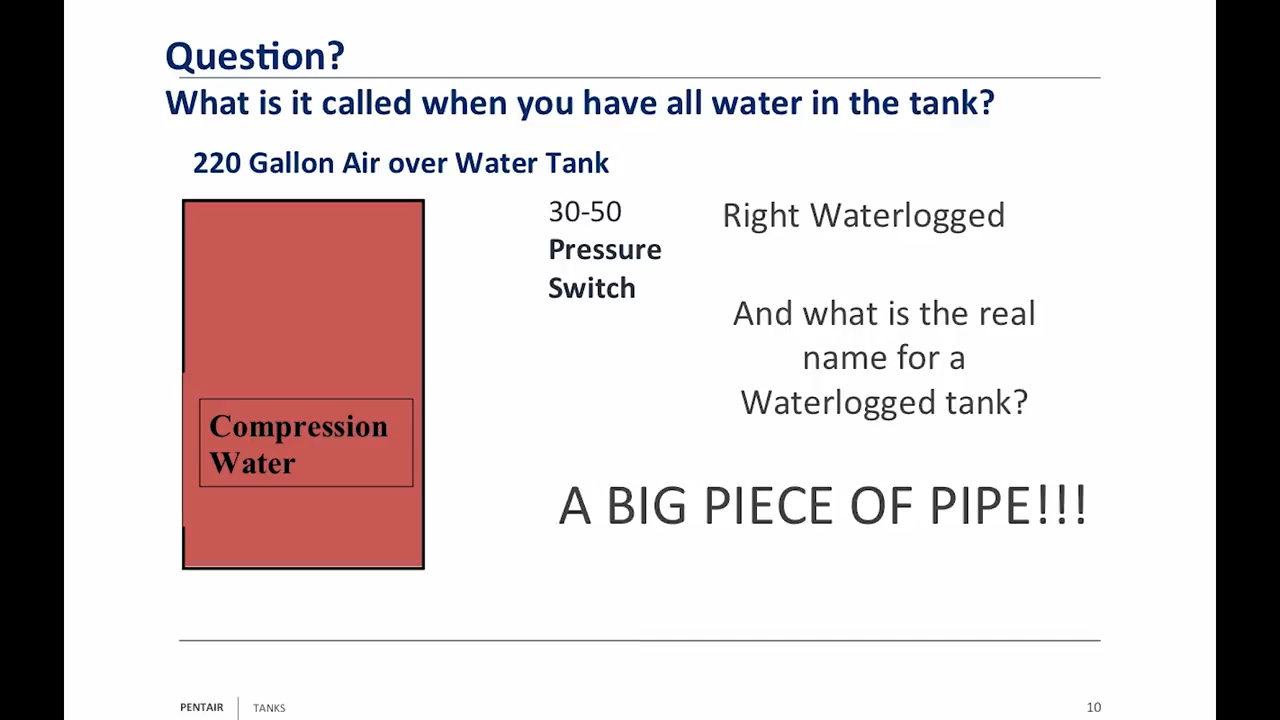 Question?
What is it called when you have all water in the tank?
220 Gallon Air over Water Tank
30-50
Pressure
Switch
Right Waterlogged
And what is the real
name for a
Waterlogged tank?
Compression
Water
A BIG PIECE OF PIPE!!!
PENTAIR
TANKS
10